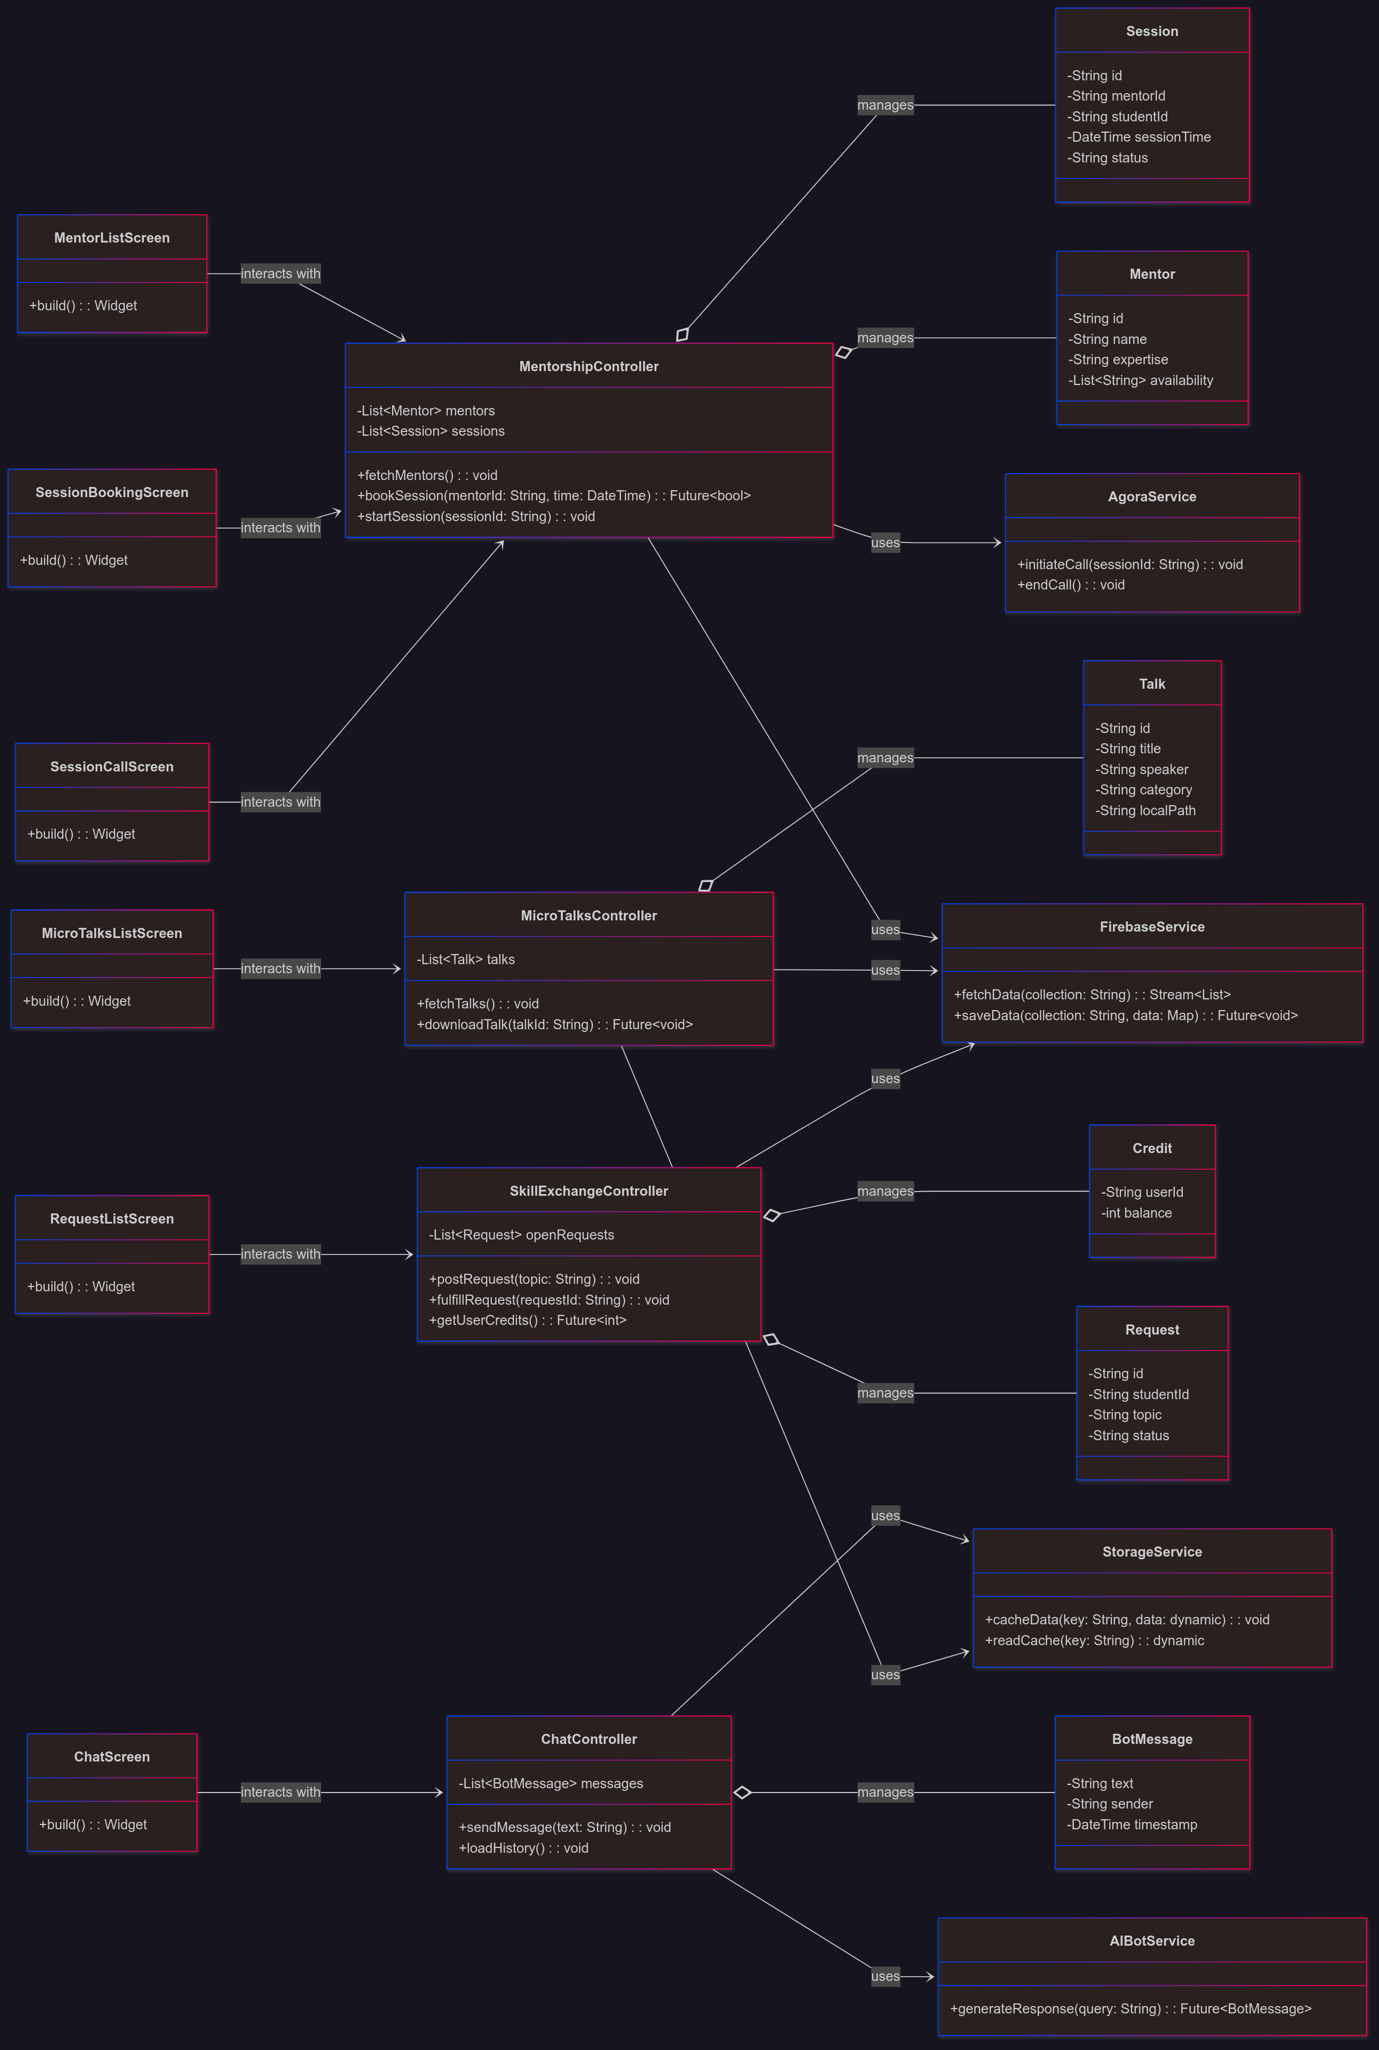 Session
-String id
-String mentorId
-String studentId
-DateTime sessionTime
-String status
manages
MentorListScreen
+build() : : Widget
interacts with
Mentor
-String id
-String name
-String expertise
-List<String> availability
manages
MentorshipController
-List<Mentor> mentors
-List<Session> sessions
+fetchMentors() : : void
+bookSession(mentorId: String, time: DateTime) : : Future<bool>
+startSession(sessionId: String) : : void
SessionBookingScreen
+build() : : Widget
interacts with
AgoraService
+initiateCall(sessionId: String) : : void
+endCall() : : void
uses
SessionCallScreen
+build() : : Widget
interacts with
Talk
-String id
-String title
-String speaker
-String category
-String localPath
manages
MicroTalksListScreen
+build() : : Widget
interacts with
MicroTalksController
-List<Talk> talks
+fetchTalks() : : void
+downloadTalk(talkId: String) : : Future<void>
uses
uses
uses
FirebaseService
+fetchData(collection: String) : : Stream<List>
+saveData(collection: String, data: Map) : : Future<void>
Credit
-String userId
-int balance
manages
RequestListScreen
+build() : : Widget
interacts with
SkillExchangeController
-List<Request> openRequests
+postRequest(topic: String) : : void
+fulfillRequest(requestId: String) : : void
+getUserCredits() : : Future<int>
Request
-String id
-String studentId
-String topic
-String status
manages
uses
StorageService
+cacheData(key: String, data: dynamic) : : void
+readCache(key: String) : : dynamic
uses
ChatScreen
+build() : : Widget
interacts with
ChatController
-List<BotMessage> messages
+sendMessage(text: String) : : void
+loadHistory() : : void
manages
BotMessage
-String text
-String sender
-DateTime timestamp
uses
AIBotService
+generateResponse(query: String) : : Future<BotMessage>